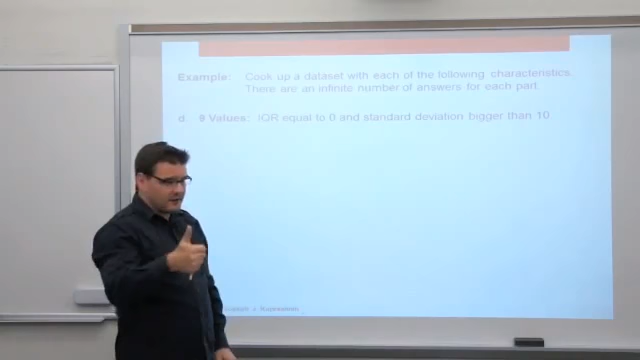 Example: Cook up a dataset with each of the following characteristics.
There are an infinite number of answers for each part.
d. 9 Values: IQR equal to 0 and standard deviation bigger than 10.